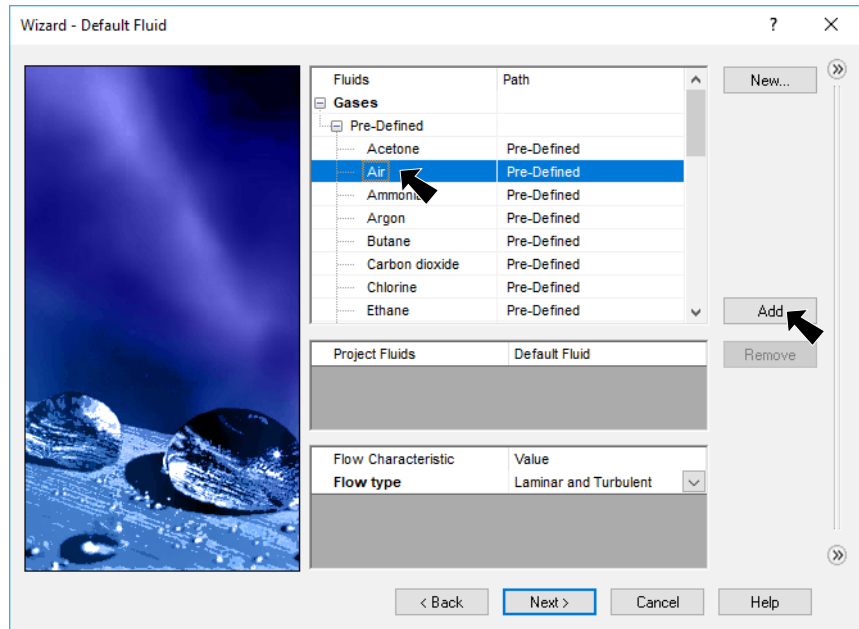 Wizard - Default Fluid ?
Fluids Path New...
Gases
Pre-Defined
Acetone Pre-Defined
Air Pre-Defined
Pre-Defined
Argon Pre-Defined
Butane Pre-Defined
Carbon dioxide Pre-Defined
Chlorine Pre-Defined
Ethane Pre-Defined Add
Project Fluids Default Fluid Remove
Flow Characteristic Value
Flow type Laminar and Turbulent
< Back Next > Cancel Help